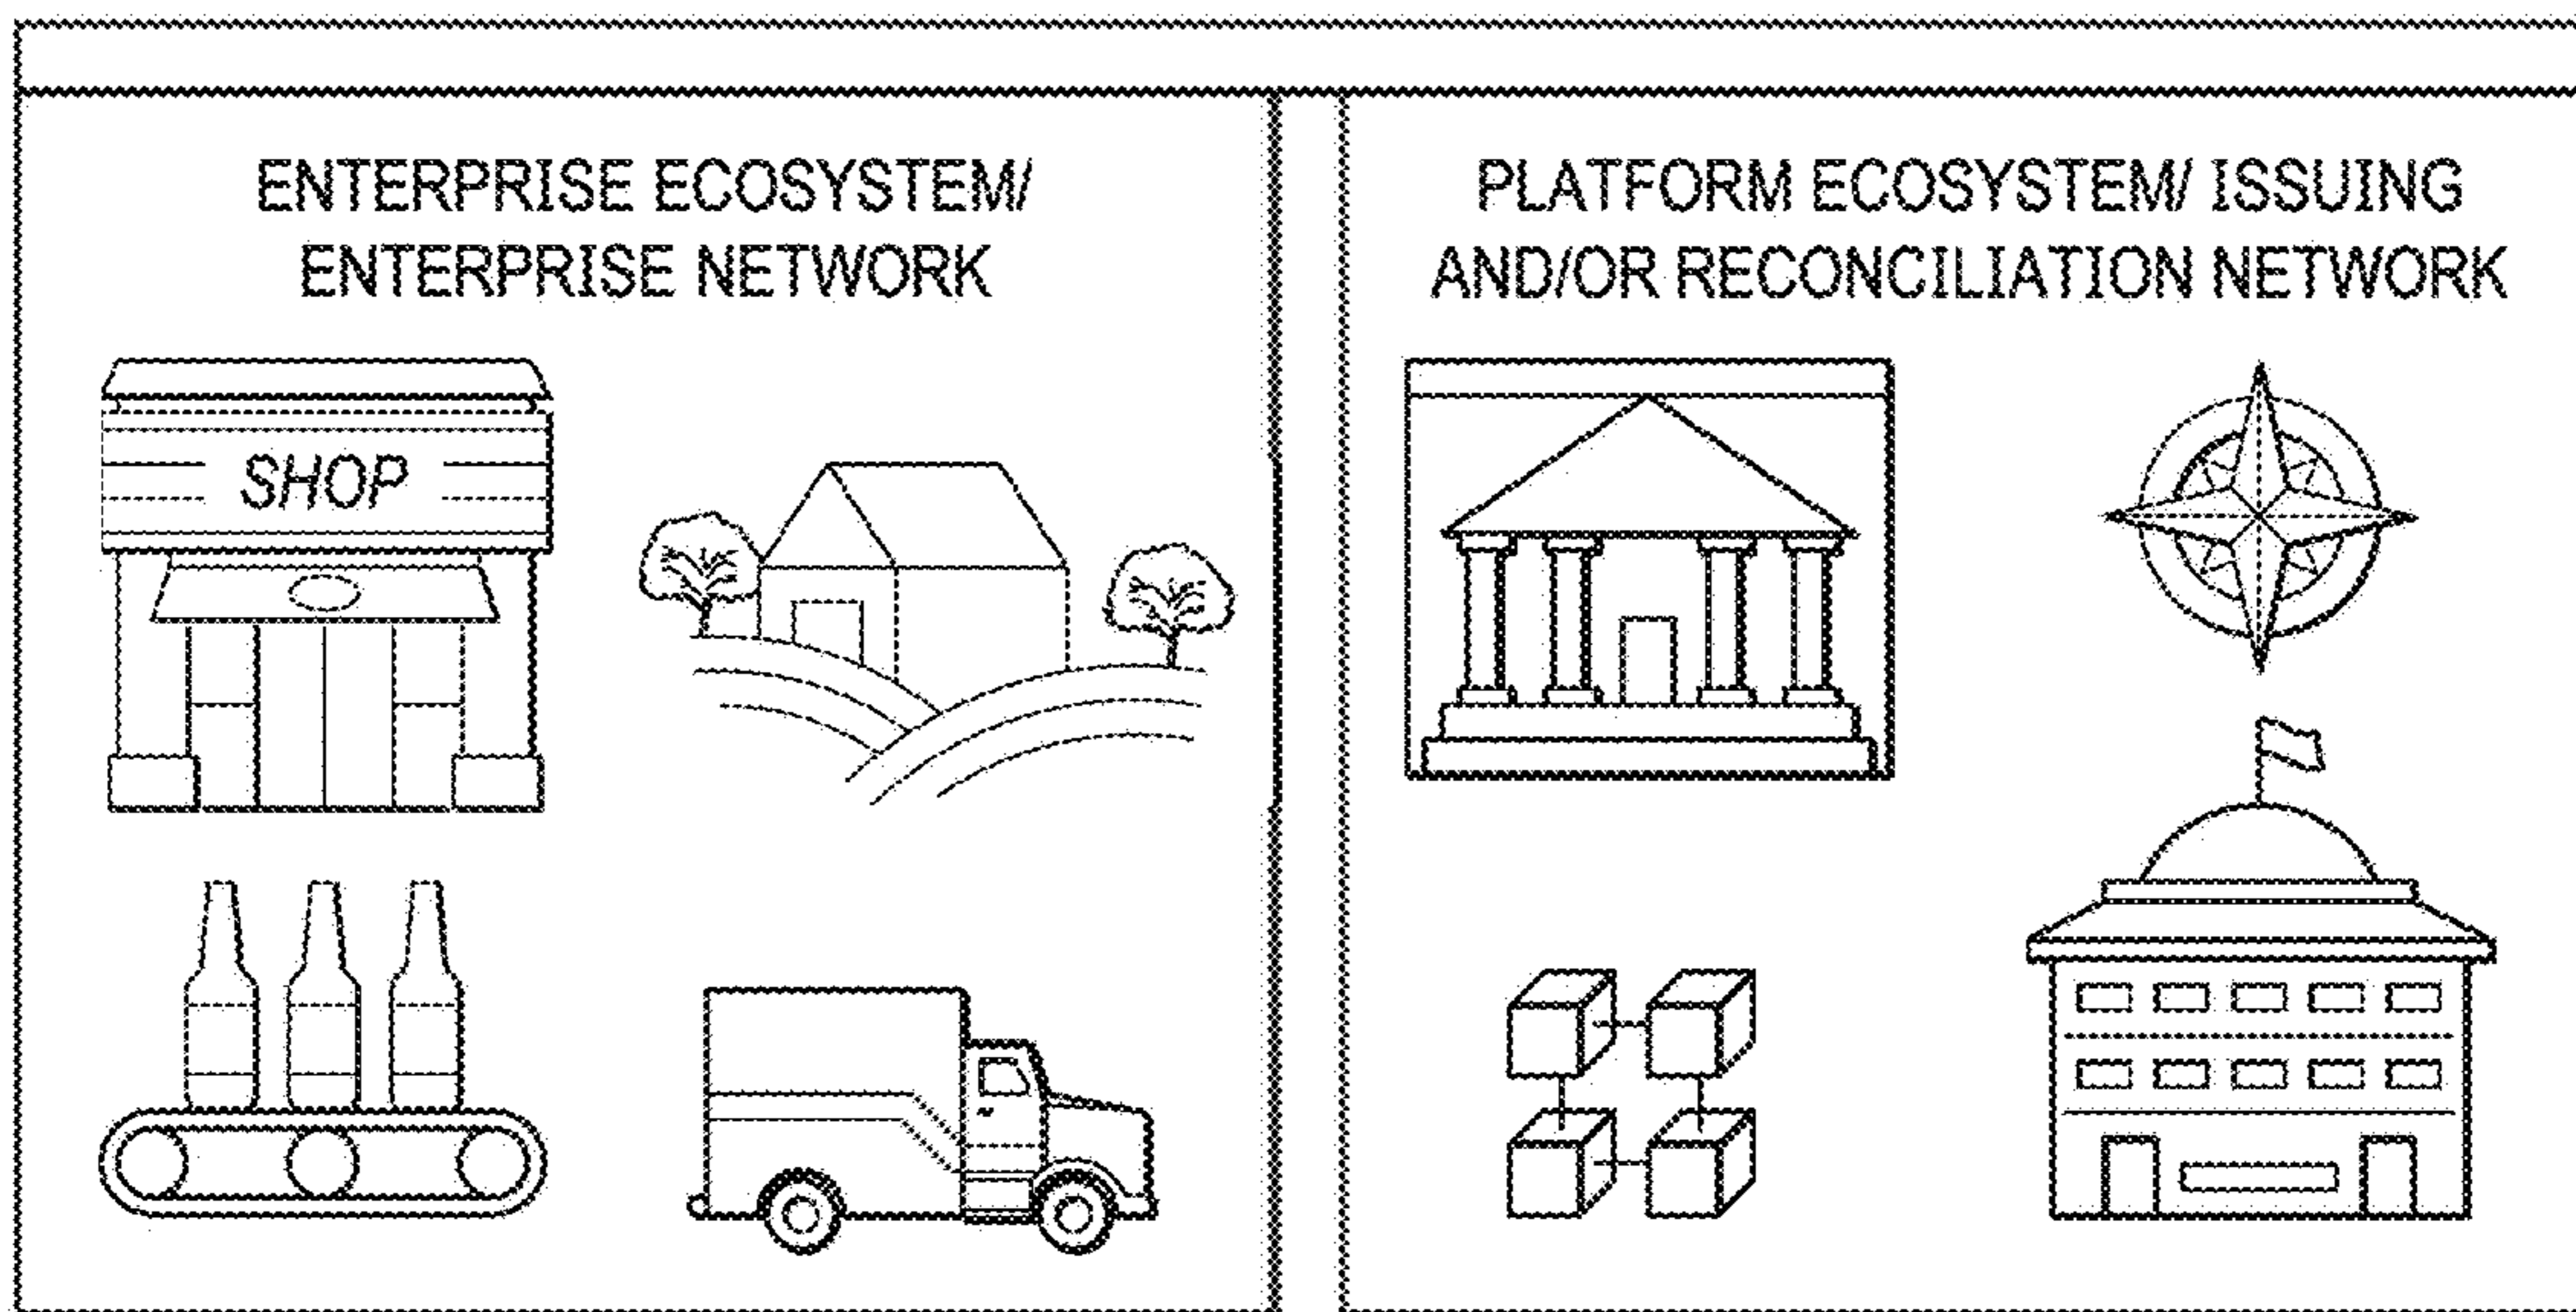 ENTERPRISE ECOSYSTEM/
ENTERPRISE NETWORK
SHOP
PLATFORM ECOSYSTEM/ ISSUING
AND/OR RECONCILIATION NETWORK